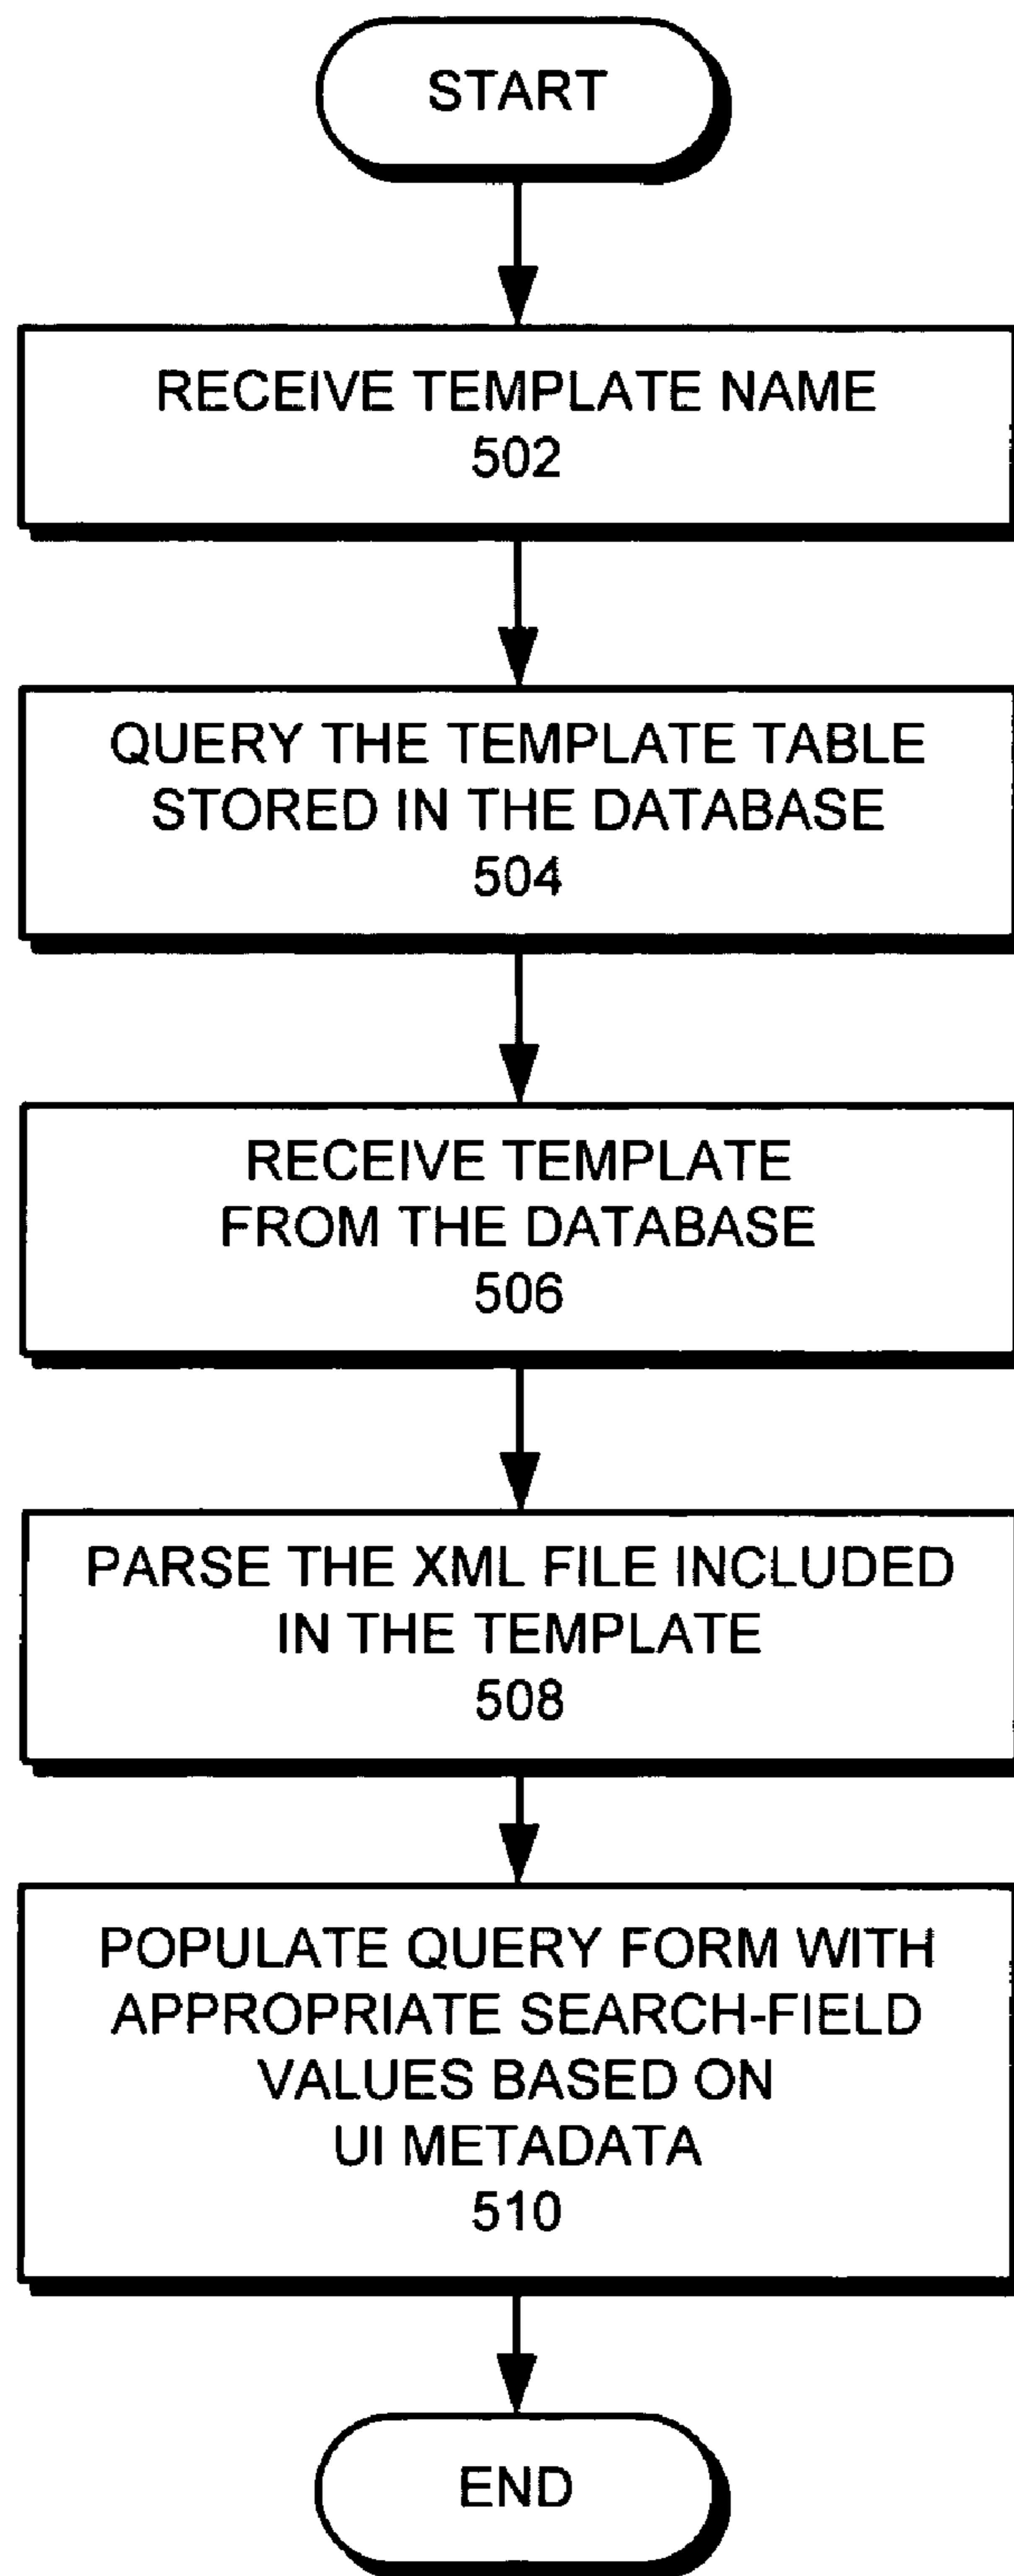 START
RECEIVE TEMPLATE NAME
502
QUERY THE TEMPLATE TABLE
STORED IN THE DATABASE
504
RECEIVE TEMPLATE
FROM THE DATABASE
506
PARSE THE XML FILE INCLUDED
IN THE TEMPLATE
508
POPULATE QUERY FORM WITH
APPROPRIATE SEARCH-FIELD
VALUES BASED ON
UI METADATA
510
END